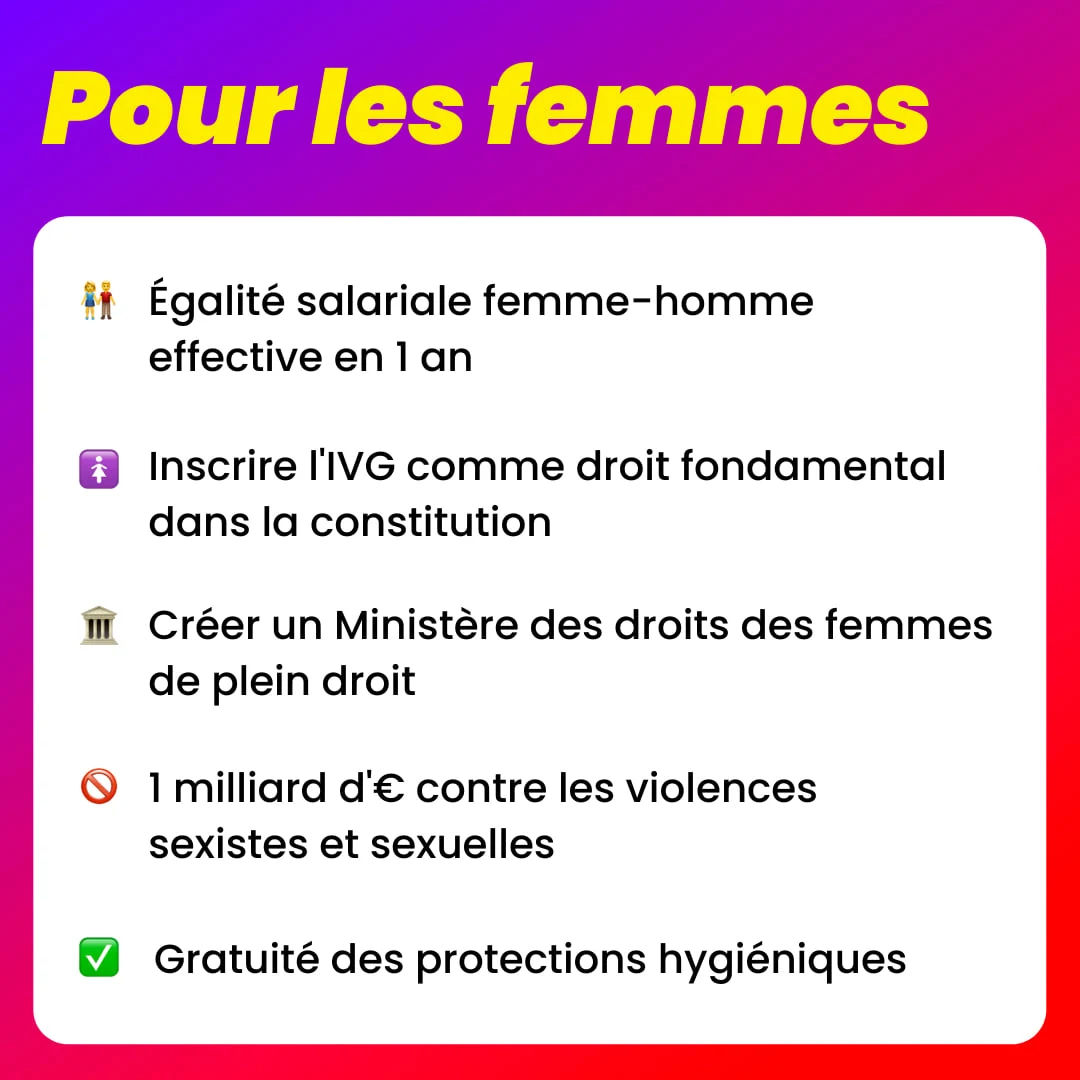 Pour les femmes
Égalité salariale femme-homme
effective en 1 an
Inscrire l'IVG comme droit fondamental
dans la constitution
Créer un Ministère des droits des femmes
de plein droit
1 milliard d'€ contre les violences
sexistes et sexuelles
Gratuité des protections hygiéniques